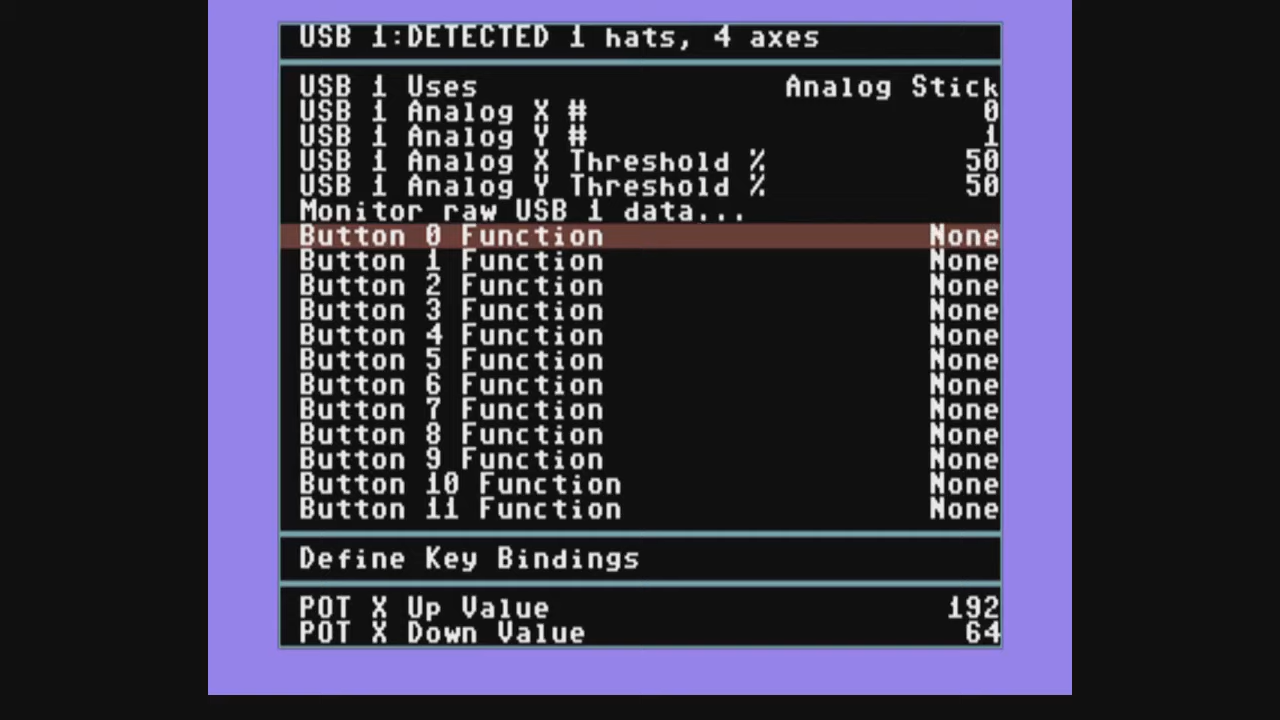 USB 1:DETECTED 1 hats, 4 axes
USB 1 Uses Analog Stick
USB 1 Analog X # 0
USB 1 Analog Y # 1
USB 1 Analog X Threshold % 50
USB 1 Analog Y Threshold % 50
Monitor raw USB 1 data...
Button 0 Function None
Button 1 Function None
Button 2 Function None
Button 3 Function None
Button 4 Function None
Button 5 Function None
Button 6 Function None
Button 7 Function None
Button 8 Function None
Button 9 Function None
Button 10 Function None
Button 11 Function None
Define Key Bindings
POT X Up Value 192
POT X Down Value 64